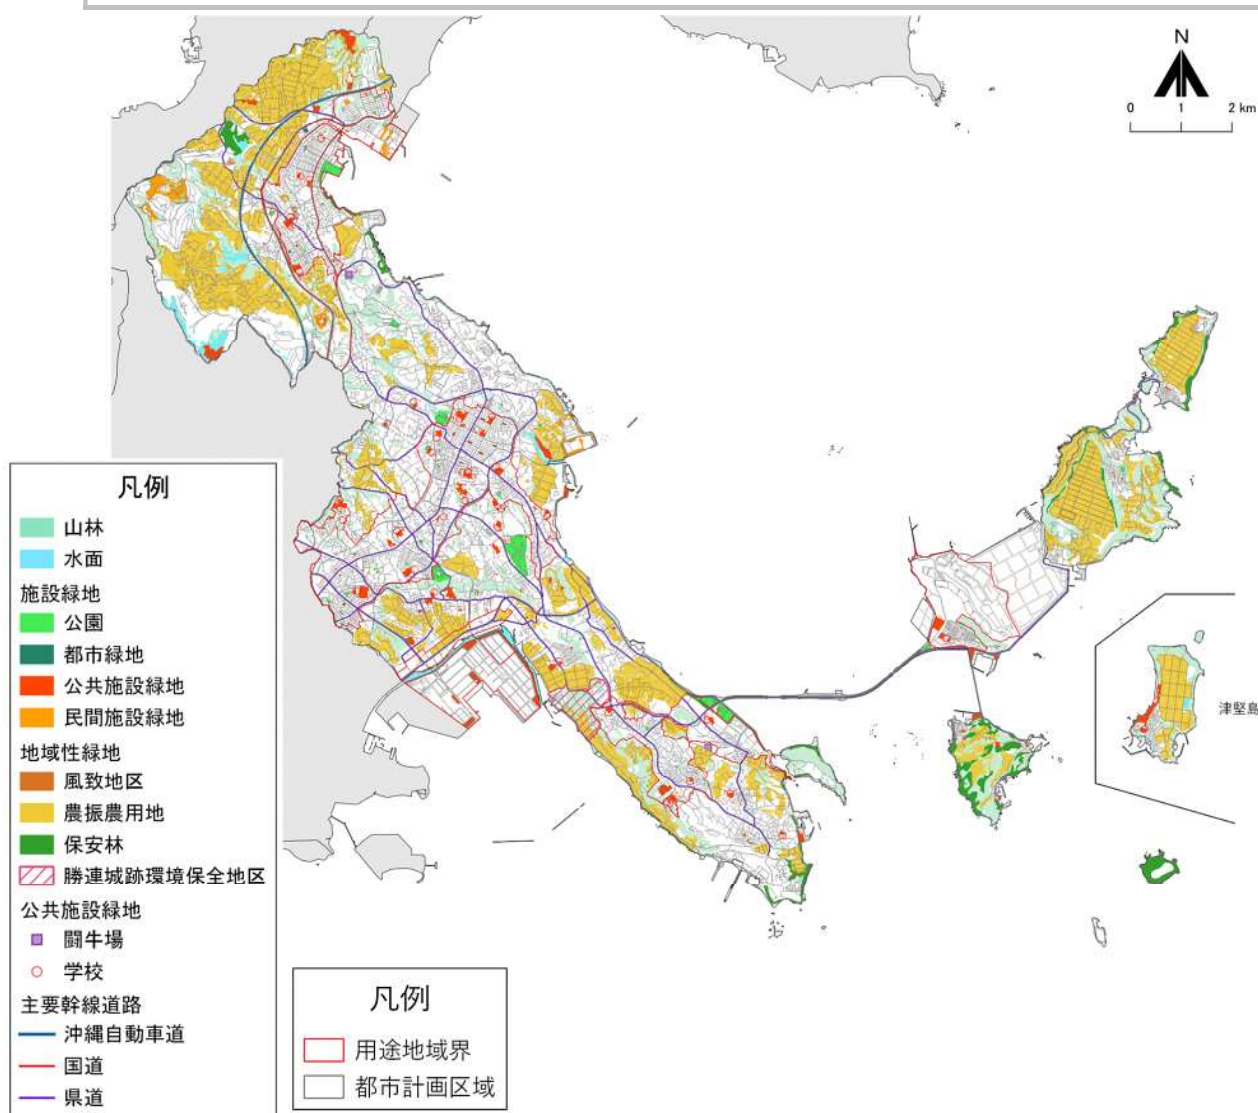 N
0 1 2 km
津堅島
凡例
山林
水面
施設緑地
公園
都市緑地
公共施設緑地
民間施設緑地
地域性緑地
風致地区
農振農用地
保安林
勝連城跡環境保全地区
公共施設緑地
闘牛場
学校
主要幹線道路
沖縄自動車道
国道
県道
凡例
用途地域界
都市計画区域